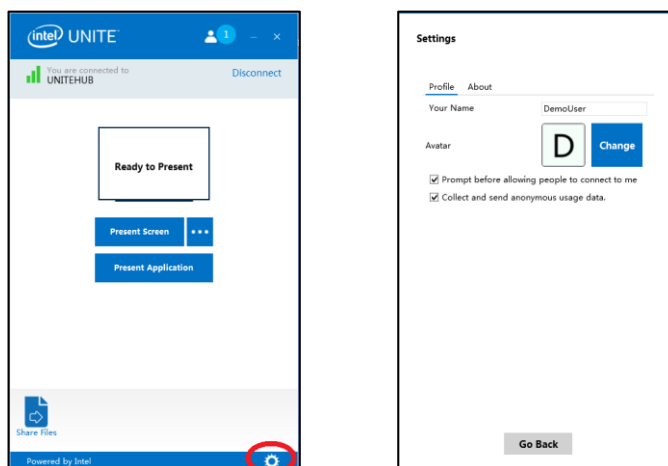 intel UNITE
1
You are connected to
UNITEHUB
Disconnect
Ready to Present
Present Screen
Present Application
Share Files
Powered by Intel
Settings
Profile About
Your Name DemoUser
Avatar D Change
Prompt before allowing people to connect to me
Collect and send anonymous usage data.
Go Back